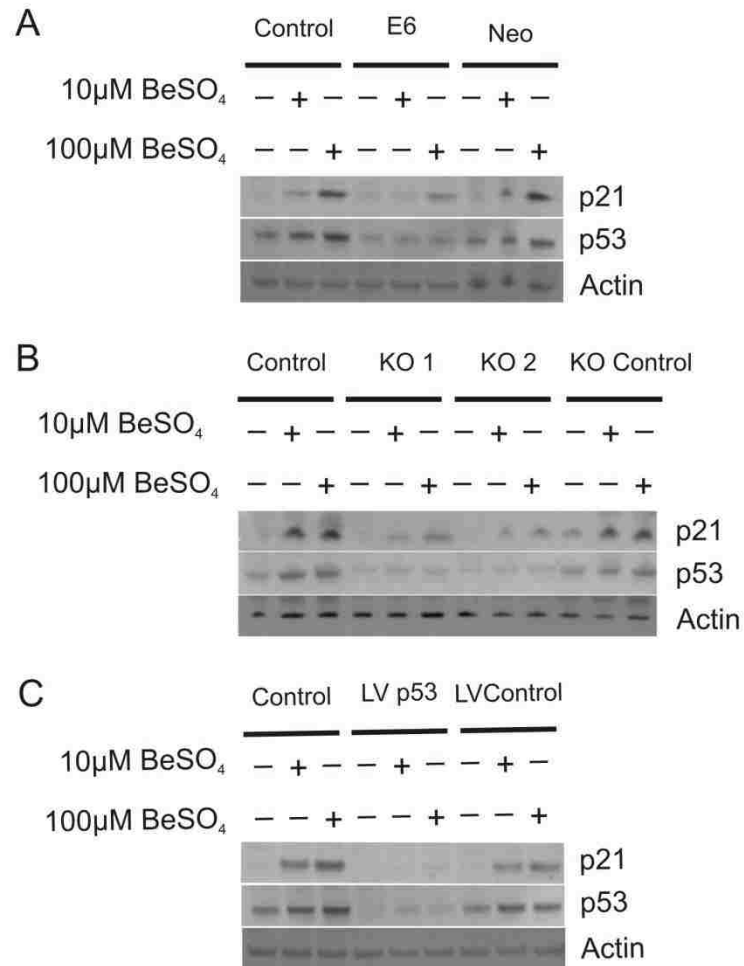 A
Control E6 Neo
10µM BeSO₄ – + – – + – – + –
100µM BeSO₄ – – + – – + – – +
p21
p53
Actin
B
Control KO 1 KO 2 KO Control
10µM BeSO₄ – + – – + – – + – – + –
100µM BeSO₄ – – + – – + – – + – – +
p21
p53
Actin
C
Control LV p53 LVControl
10µM BeSO₄ – + – – + – – + –
100µM BeSO₄ – – + – – + – – +
p21
p53
Actin